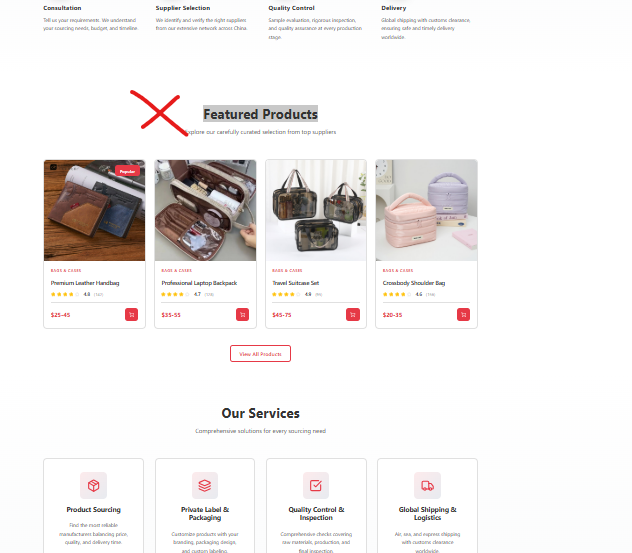 Consultation
Supplier Selection
Quality Control
Delivery
Tell us your requirements. We understand
your sourcing needs, budget, and timeline.
We identify and verify the right suppliers
from our extensive network across China.
Sample evaluation, rigorous inspection,
and quality assurance at every production
stage.
Global shipping with customs clearance,
ensuring safe and timely delivery
worldwide.
Featured Products
Explore our carefully curated selection from top suppliers
Popular
BAGS & CASES
Premium Leather Handbag
4.8
$25-45
BAGS & CASES
Professional Laptop Backpack
4.7
$35-55
BAGS & CASES
Travel Suitcase Set
4.9
$45-75
BAGS & CASES
Crossbody Shoulder Bag
4.6
$20-35
View All Products
Our Services
Comprehensive solutions for every sourcing need
Product Sourcing
Find the most reliable
manufacturers balancing price,
quality, and delivery time.
Private Label &
Packaging
Customize products with your
branding, packaging design,
and custom labeling.
Quality Control &
Inspection
Comprehensive checks covering
raw materials, production, and
final inspection.
Global Shipping &
Logistics
Air, sea, and express shipping
with customs clearance
worldwide.